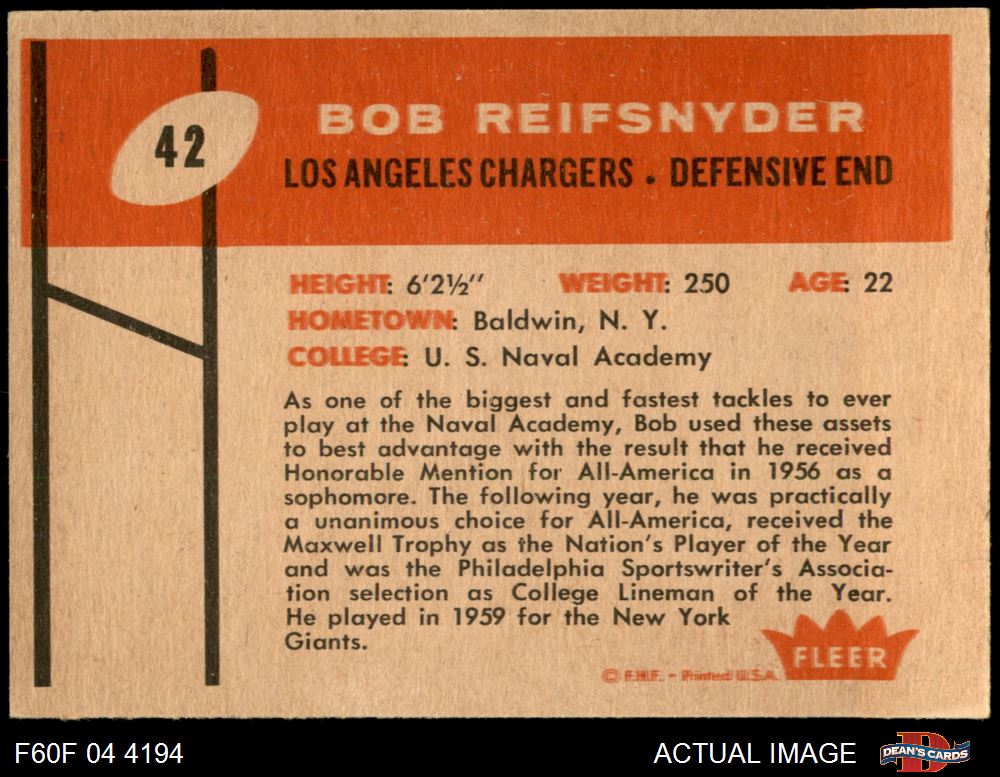 42
BOB REIFSNYDER
LOS ANGELES CHARGERS • DEFENSIVE END
HEIGHT: 6'2½" WEIGHT: 250 AGE: 22
HOMETOWN: Baldwin, N. Y.
COLLEGE: U. S. Naval Academy
As one of the biggest and fastest tackles to ever
play at the Naval Academy, Bob used these assets
to best advantage with the result that he received
Honorable Mention for All-America in 1956 as a
sophomore. The following year, he was practically
a unanimous choice for All-America, received the
Maxwell Trophy as the Nation's Player of the Year
and was the Philadelphia Sportswriter's Associa-
tion selection as College Lineman of the Year.
He played in 1959 for the New York
Giants.
FLEER
© F.H.F. - Printed U.S.A.
F60F 04 4194
ACTUAL IMAGE
DEAN'S CARDS